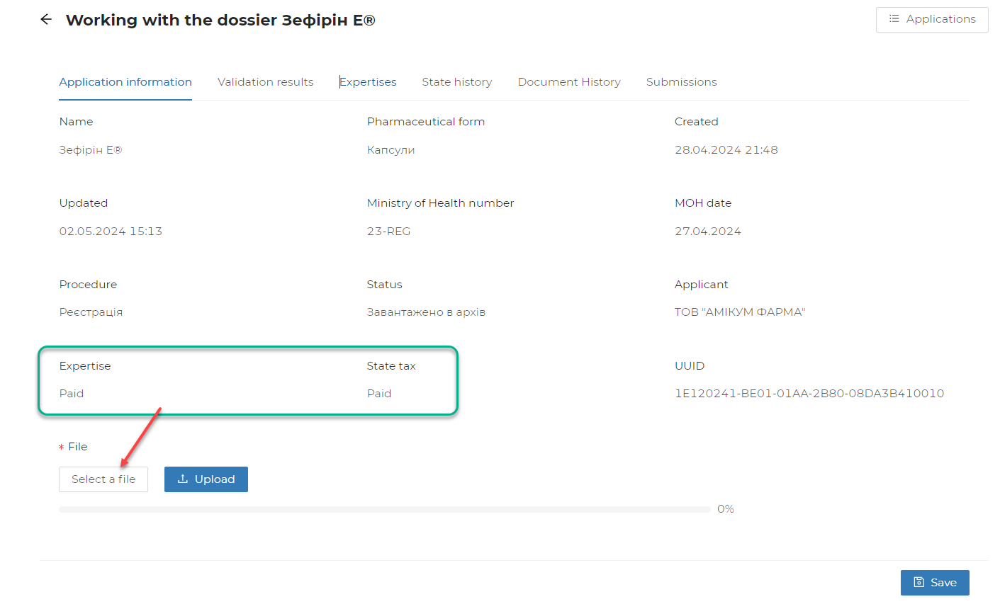 Working with the dossier Зефірін Е®
Applications
Application information Validation results Expertises State history Document History Submissions
Name Pharmaceutical form Created
Зефірін Е® Капсули 28.04.2024 21:48
Updated Ministry of Health number MOH date
02.05.2024 15:13 23-REG 27.04.2024
Procedure Status Applicant
Реєстрація Завантажено в архів ТОВ "АМІКУМ ФАРМА"
Expertise State tax UUID
Paid Paid 1E120241-BE01-01AA-2B80-08DA3B410010
* File
Select a file Upload
0%
Save